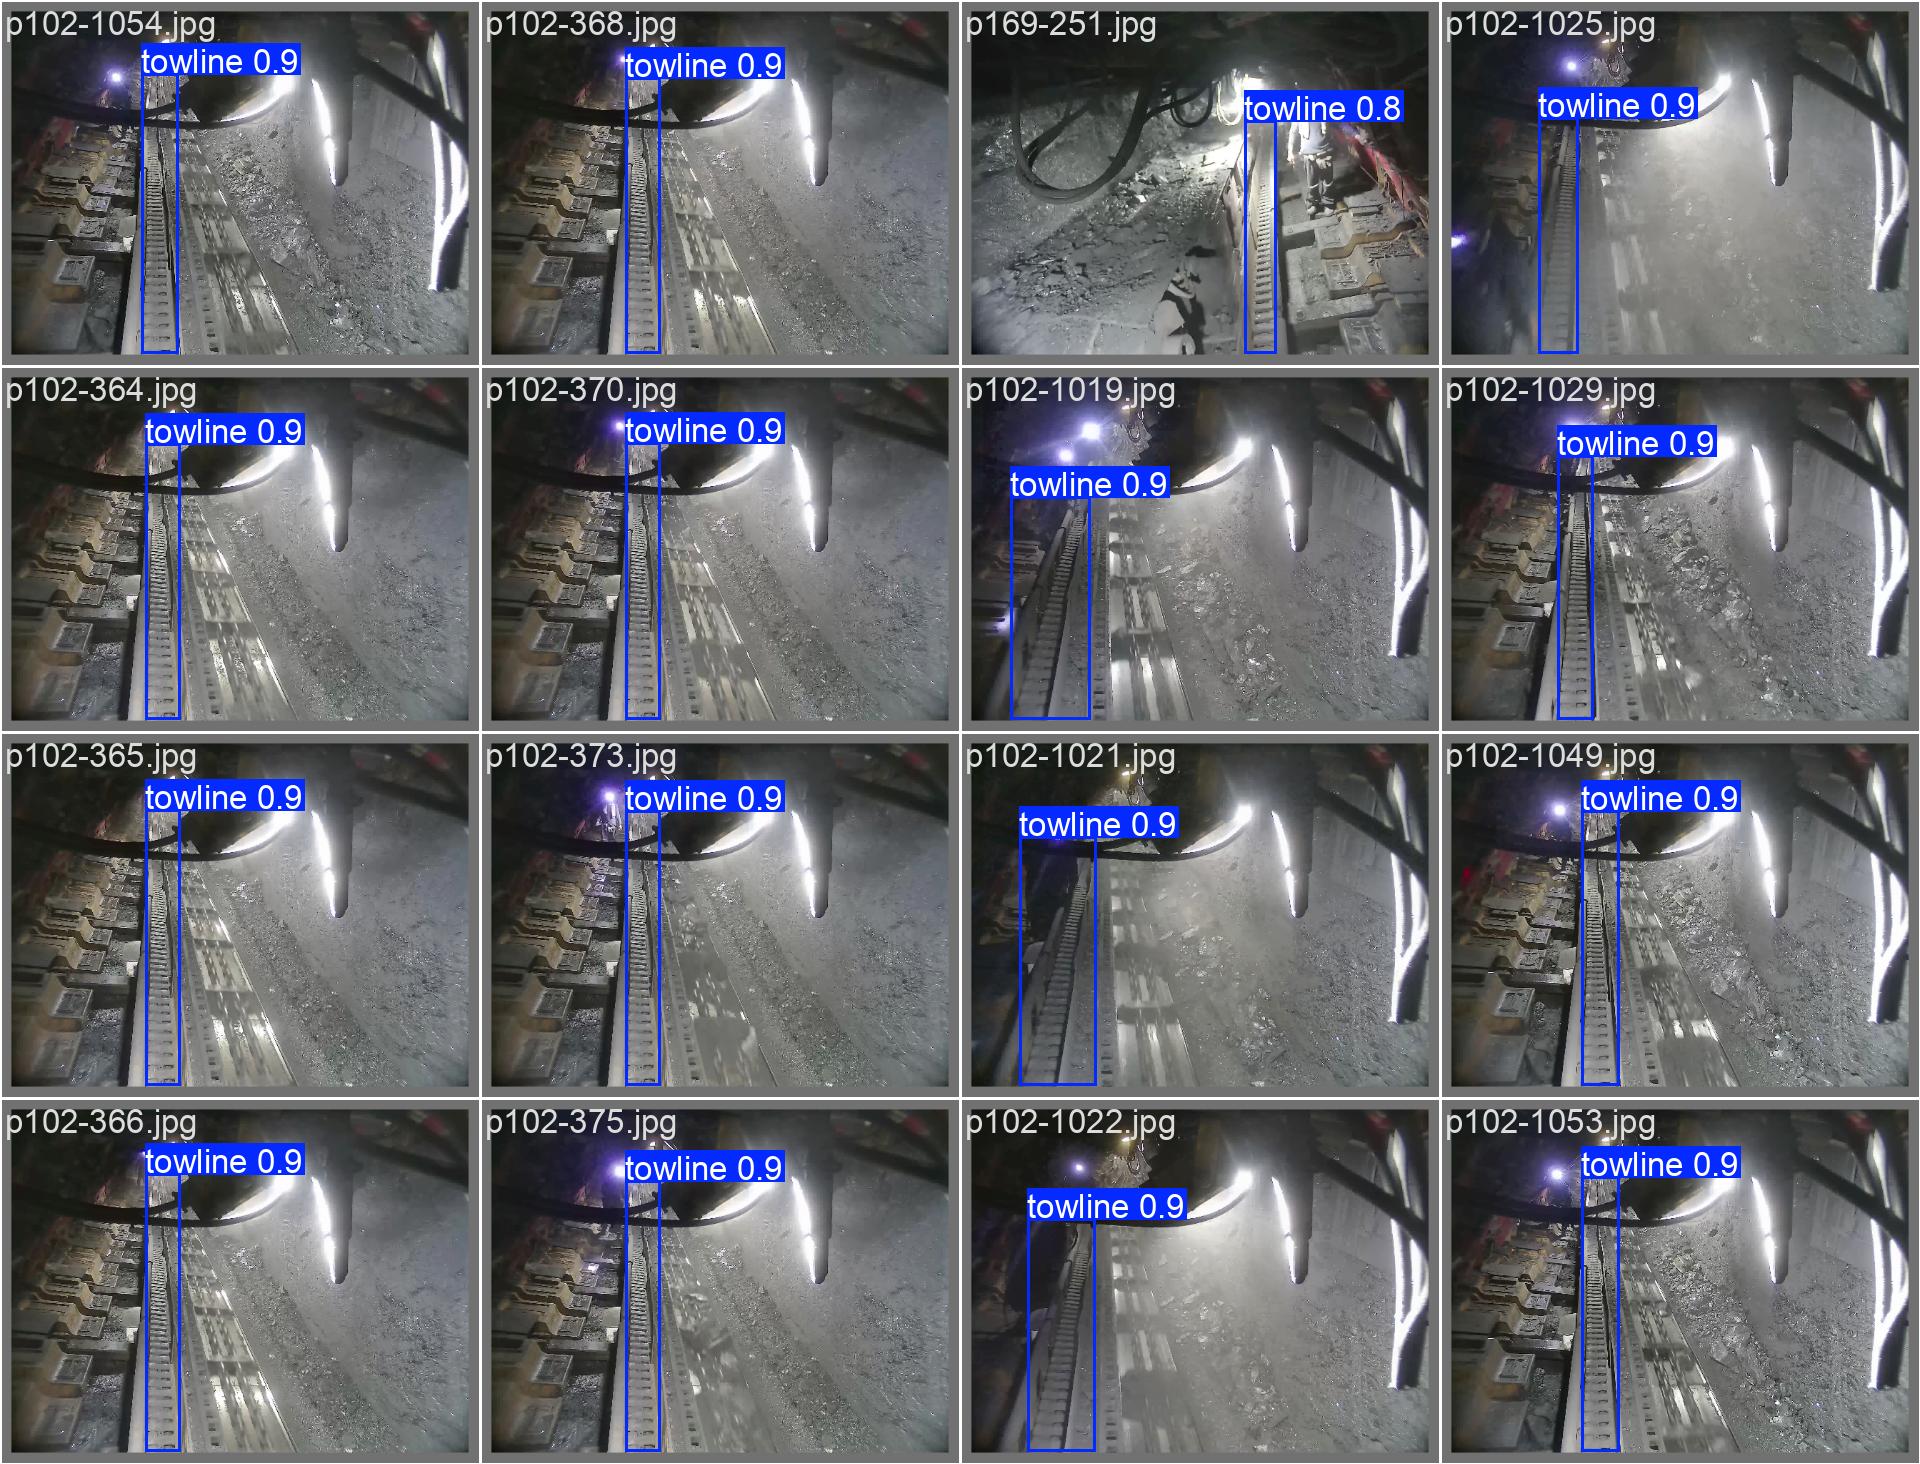 p102-1054.jpg
towline 0.9
p102-368.jpg
towline 0.9
p169-251.jpg
towline 0.8
p102-1025.jpg
towline 0.9
p102-364.jpg
towline 0.9
p102-370.jpg
towline 0.9
p102-1019.jpg
towline 0.9
p102-1029.jpg
towline 0.9
p102-365.jpg
towline 0.9
p102-373.jpg
towline 0.9
p102-1021.jpg
towline 0.9
p102-1049.jpg
towline 0.9
p102-366.jpg
towline 0.9
p102-375.jpg
towline 0.9
p102-1022.jpg
towline 0.9
p102-1053.jpg
towline 0.9